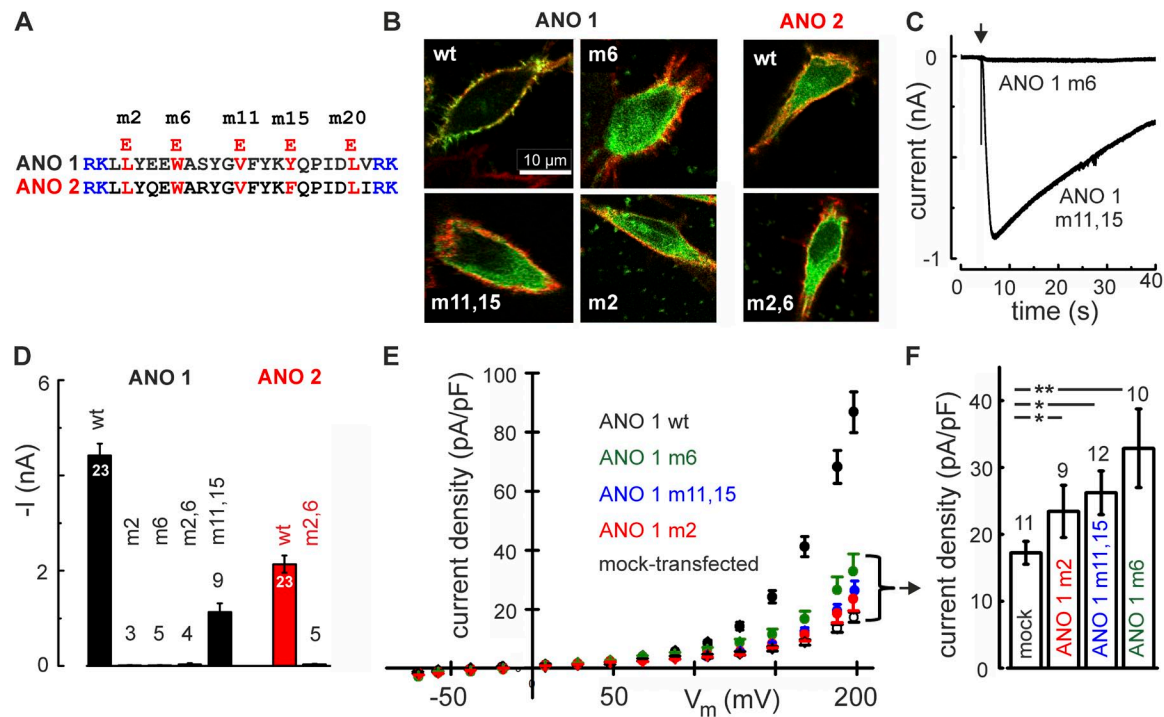 A
m2 m6 m11 m15 m20
E E E E E
ANO 1 RKLLYEEWASYGVFYKYQPIDLVRK
ANO 2 RKLLYQEWARYGVFYKFQPIDLIRK
B
ANO 1
ANO 2
wt
m6
wt
10 μm
m11,15
m2
m2,6
C
current (nA)
0
-1
ANO 1 m6
ANO 1
m11,15
0 10 20 30 40
time (s)
D
ANO 1
ANO 2
-I (nA)
6
2
0
wt
23
m2
3
m6
5
m2,6
4
m11,15
9
wt
23
m2,6
5
E
current density (pA/pF)
100
80
60
40
20
ANO 1 wt
ANO 1 m6
ANO 1 m11,15
ANO 1 m2
mock-transfected
-50 0 50 200
Vm (mV)
F
current density (pA/pF)
40
30
20
10
0
**
*
*
11
9
12
10
mock
ANO 1 m2
ANO 1 m11,15
ANO 1 m6